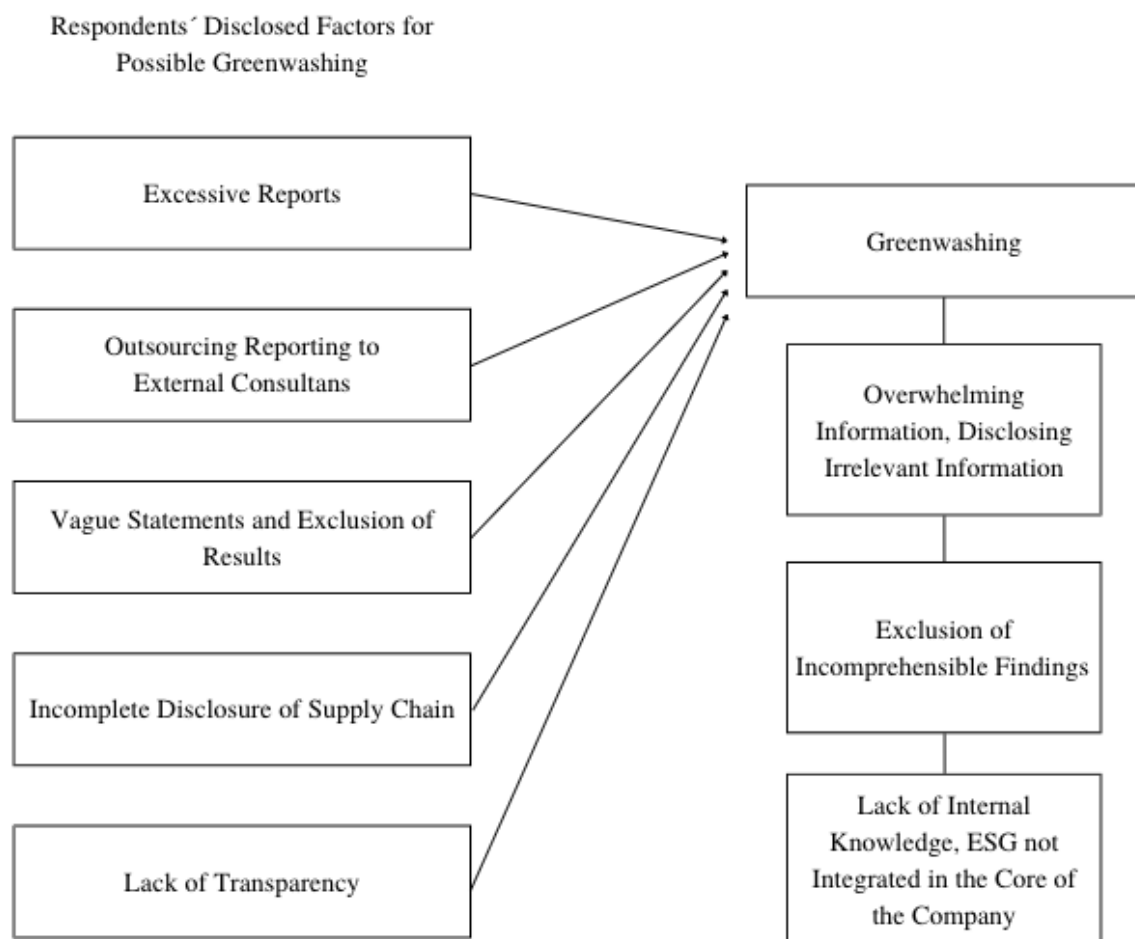 Respondents´ Disclosed Factors for
Possible Greenwashing
Excessive Reports
Outsourcing Reporting to
External Consultans
Vague Statements and Exclusion of
Results
Incomplete Disclosure of Supply Chain
Lack of Transparency
Greenwashing
Overwhelming
Information, Disclosing
Irrelevant Information
Exclusion of
Incomprehensible Findings
Lack of Internal
Knowledge, ESG not
Integrated in the Core of
the Company